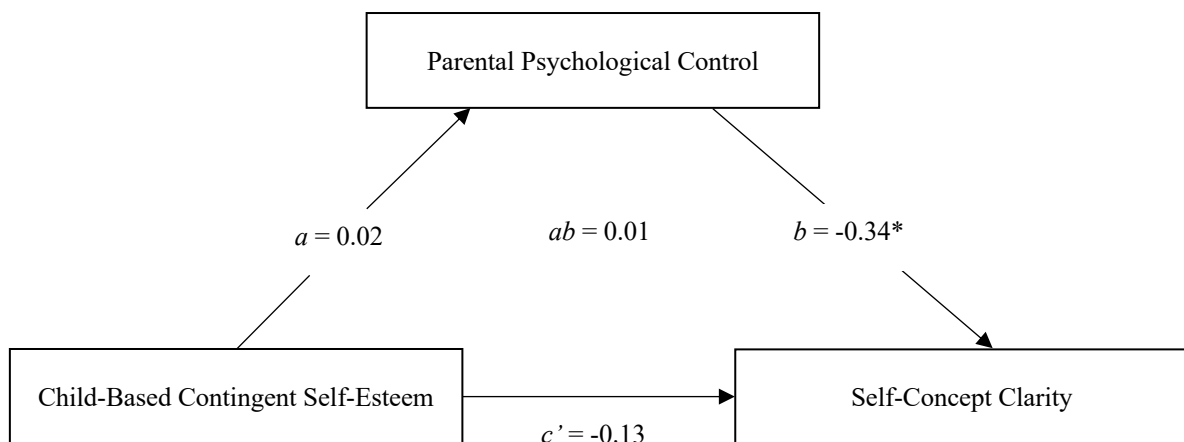 Parental Psychological Control
a = 0.02
ab = 0.01
b = -0.34*
Child-Based Contingent Self-Esteem
Self-Concept Clarity
c’ = -0.13